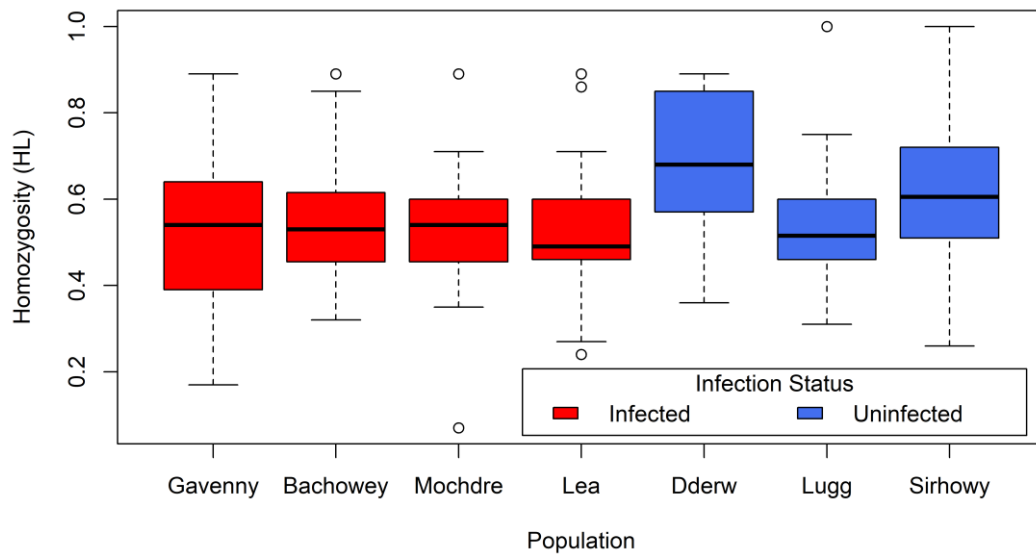 1.0
0.8
0.6
0.4
0.2
Homozygosity (HL)
Infection Status
Infected Uninfected
Gavenny Bachowey Mochdre Lea Dderw Lugg Sirhowy
Population